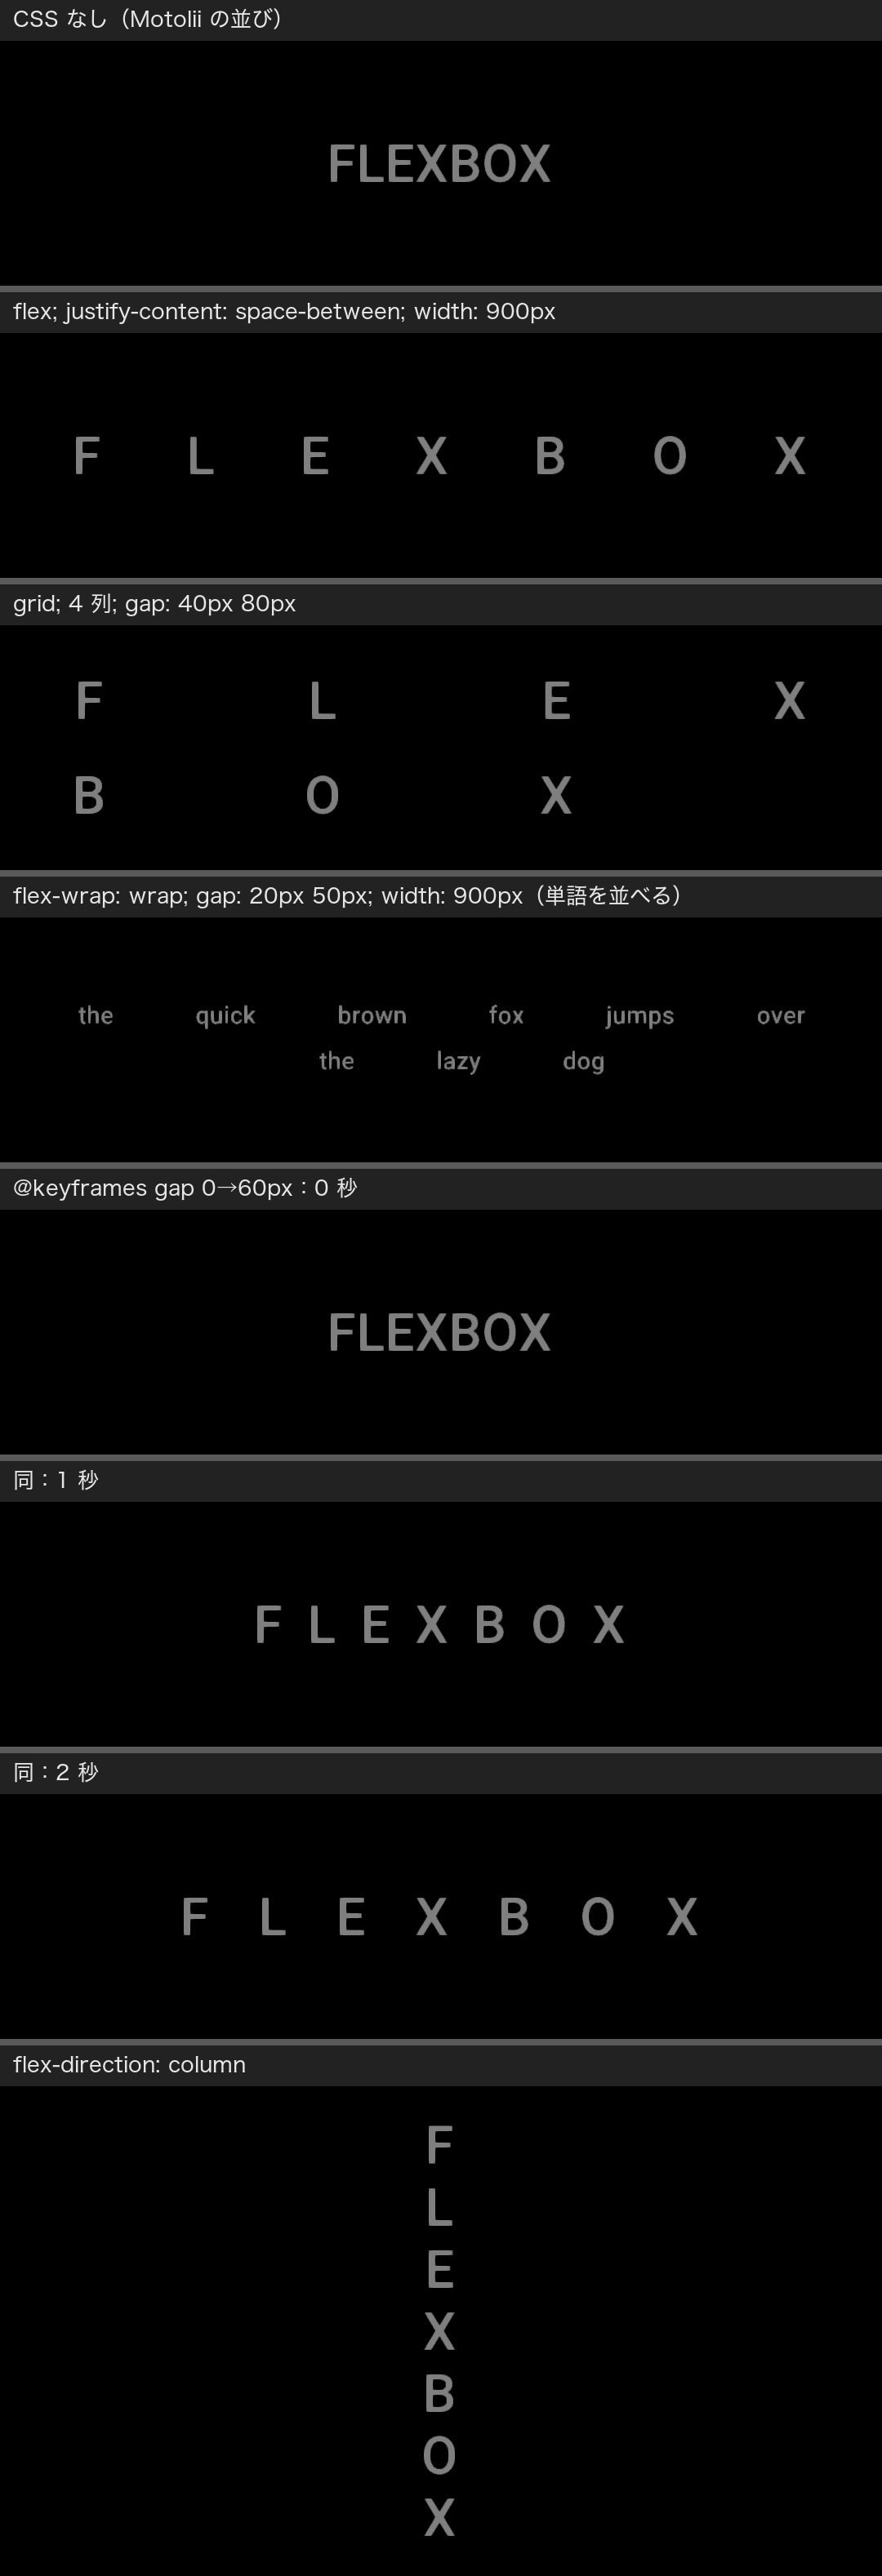 CSS なし（Motolii の並び）
FLEXBOX
flex; justify-content: space-between; width: 900px
F L E X B O X
grid; 4 列; gap: 40px 80px
F L E X
B O X
flex-wrap: wrap; gap: 20px 50px; width: 900px（単語を並べる）
the quick brown fox jumps over
the lazy dog
@keyframes gap 0→60px：0 秒
FLEXBOX
同：1 秒
F L E X B O X
同：2 秒
F L E X B O X
flex-direction: column
F
L
E
X
B
O
X